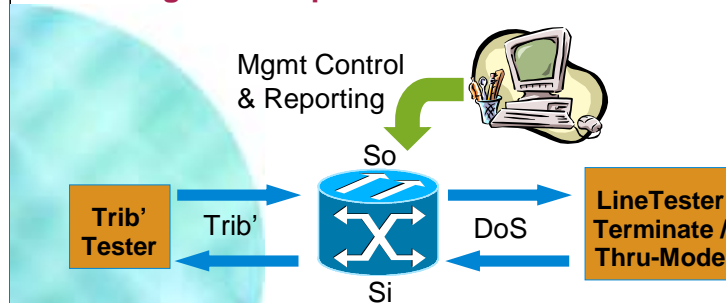 Mgmt Control
& Reporting
So
Trib'
Tester
Trib'
DoS
LineTester
Terminate /
Thru-Mode
Si